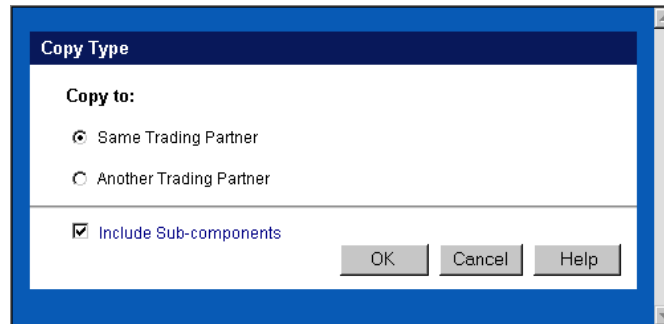 Copy Type
Copy to:
Same Trading Partner
Another Trading Partner
Include Sub-components
OK Cancel Help